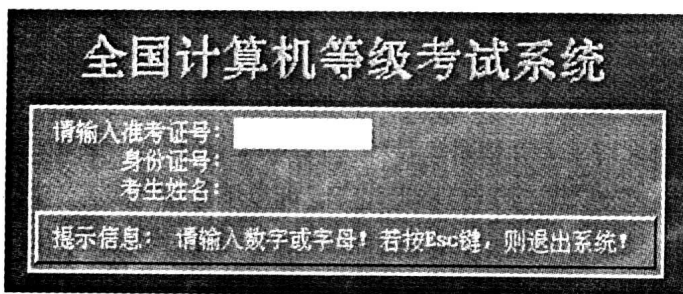 全国计算机等级考试系统
请输入准考证号：
身份证号：
考生姓名：
提示信息： 请输入数字或字母！若按Esc键，则退出系统！